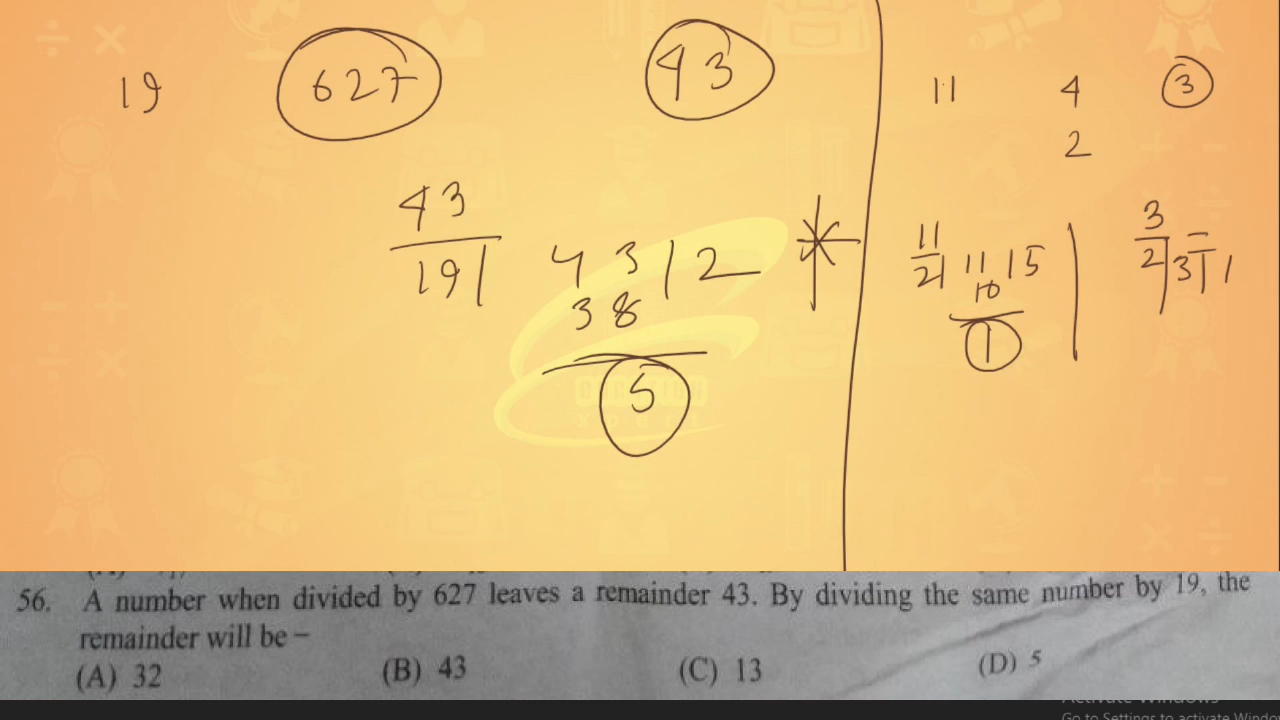 19 627 43
43
19 43 2
38
5
11 4 3
2
11
2 11 5
10
1
3
2 3 1
56. A number when divided by 627 leaves a remainder 43. By dividing the same number by 19, the
remainder will be –
(A) 32 (B) 43 (C) 13 (D) 5